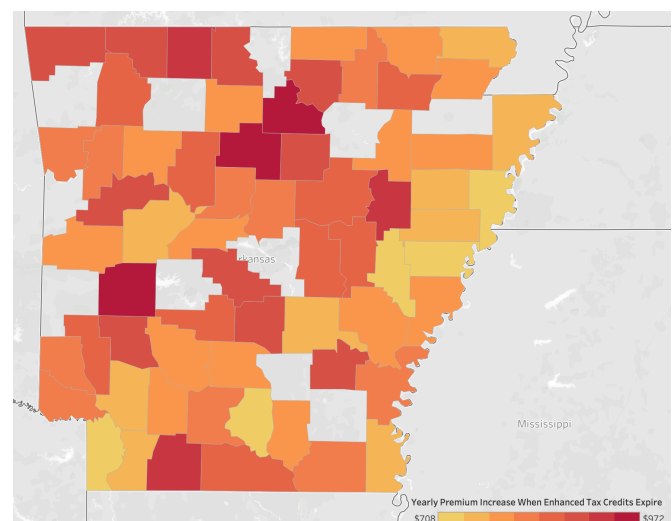 rkansas
Mississippi
Yearly Premium Increase When Enhanced Tax Credits Expire
$708 $972